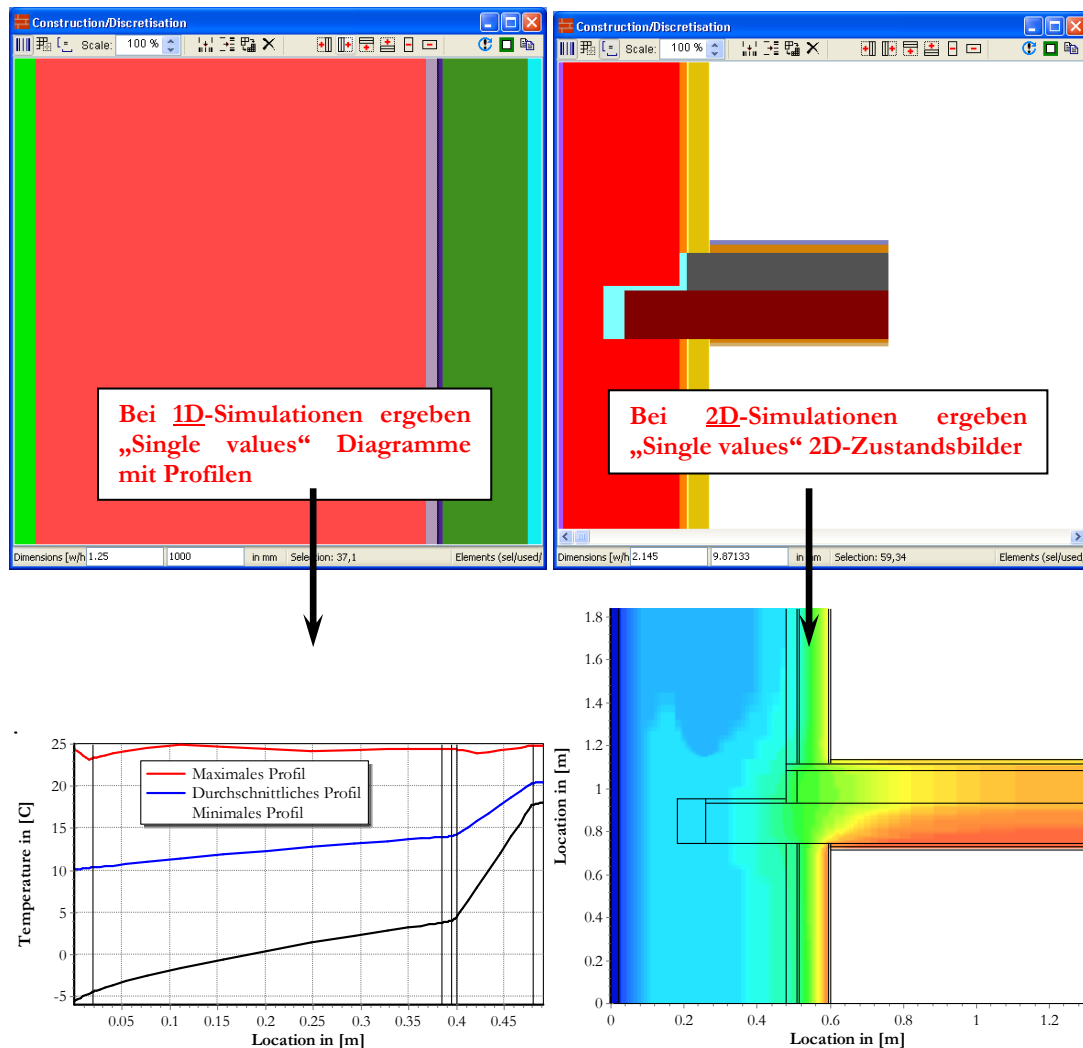 Construction/Discretisation
Scale: 100 %
Bei 1D-Simulationen ergeben
„Single values“ Diagramme
mit Profilen
Dimensions [w/h 1.25 1000 in mm Selection: 37,1 Elements (sel/used/
Construction/Discretisation
Scale: 100 %
Bei 2D-Simulationen ergeben
„Single values“ 2D-Zustandsbilder
Dimensions [w/h 2.145 9.87133 in mm Selection: 59,34 Elements (sel/used/
Temperature in [C]
25
20
15
10
5
0
-5
Maximales Profil
Durchschnittliches Profil
Minimales Profil
0.05 0.1 0.15 0.2 0.25 0.3 0.35 0.4 0.45
Location in [m]
Location in [m]
1.8
1.6
1.4
1.2
1
0.8
0.6
0.4
0.2
0
0 0.2 0.4 0.6 0.8 1 1.2
Location in [m]